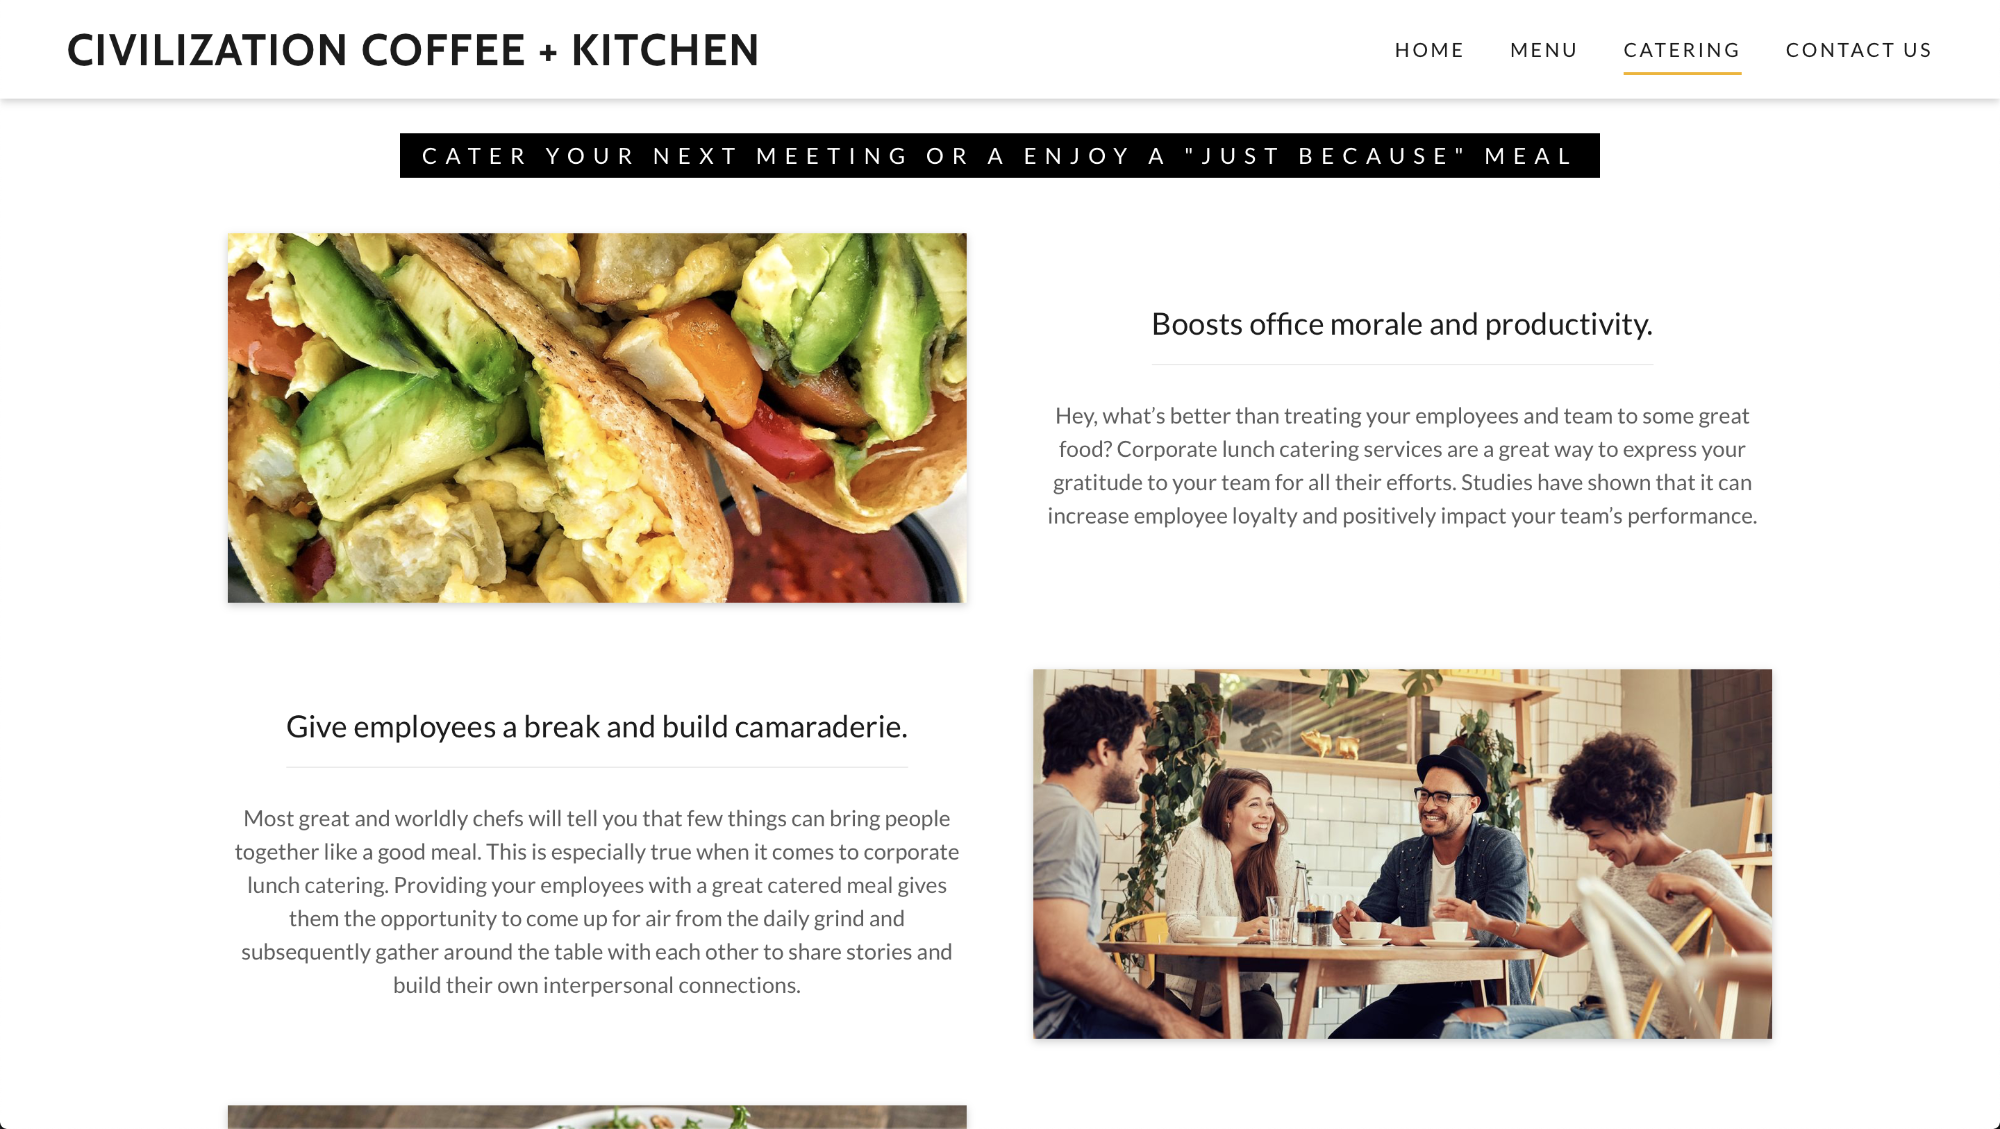 CIVILIZATION COFFEE + KITCHEN
HOME
MENU
CATERING
CONTACT US
CATER YOUR NEXT MEETING OR A ENJOY A "JUST BECAUSE" MEAL
Boosts office morale and productivity.
Hey, what’s better than treating your employees and team to some great
food? Corporate lunch catering services are a great way to express your
gratitude to your team for all their efforts. Studies have shown that it can
increase employee loyalty and positively impact your team’s performance.
Give employees a break and build camaraderie.
Most great and worldly chefs will tell you that few things can bring people
together like a good meal. This is especially true when it comes to corporate
lunch catering. Providing your employees with a great catered meal gives
them the opportunity to come up for air from the daily grind and
subsequently gather around the table with each other to share stories and
build their own interpersonal connections.